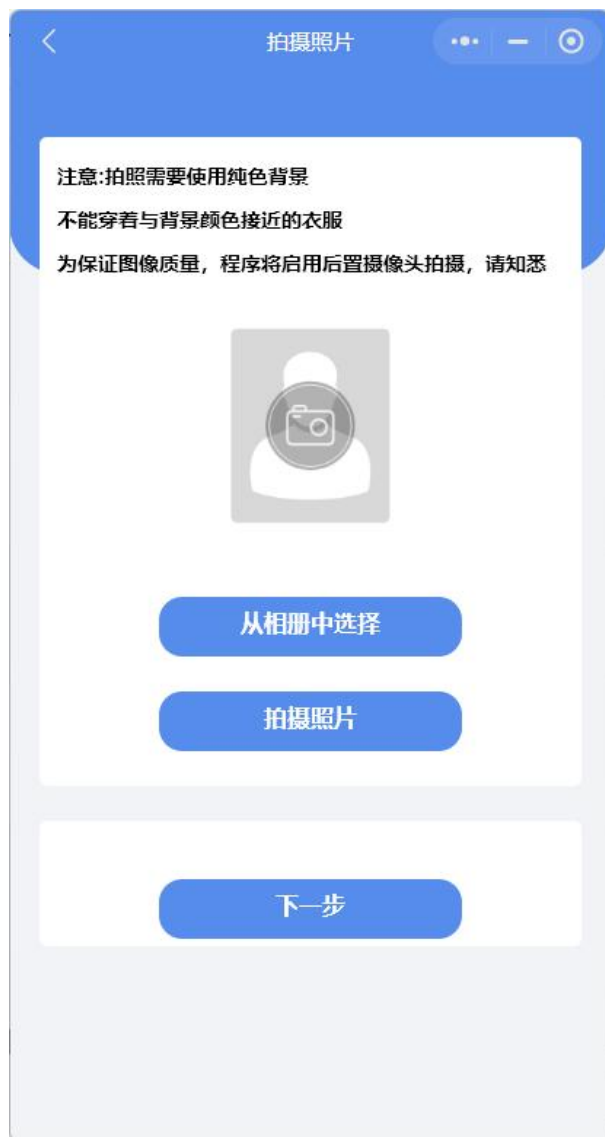 拍摄照片
注意:拍照需要使用纯色背景
不能穿着与背景颜色接近的衣服
为保证图像质量，程序将启用后置摄像头拍摄，请知悉
从相册中选择
拍摄照片
下一步